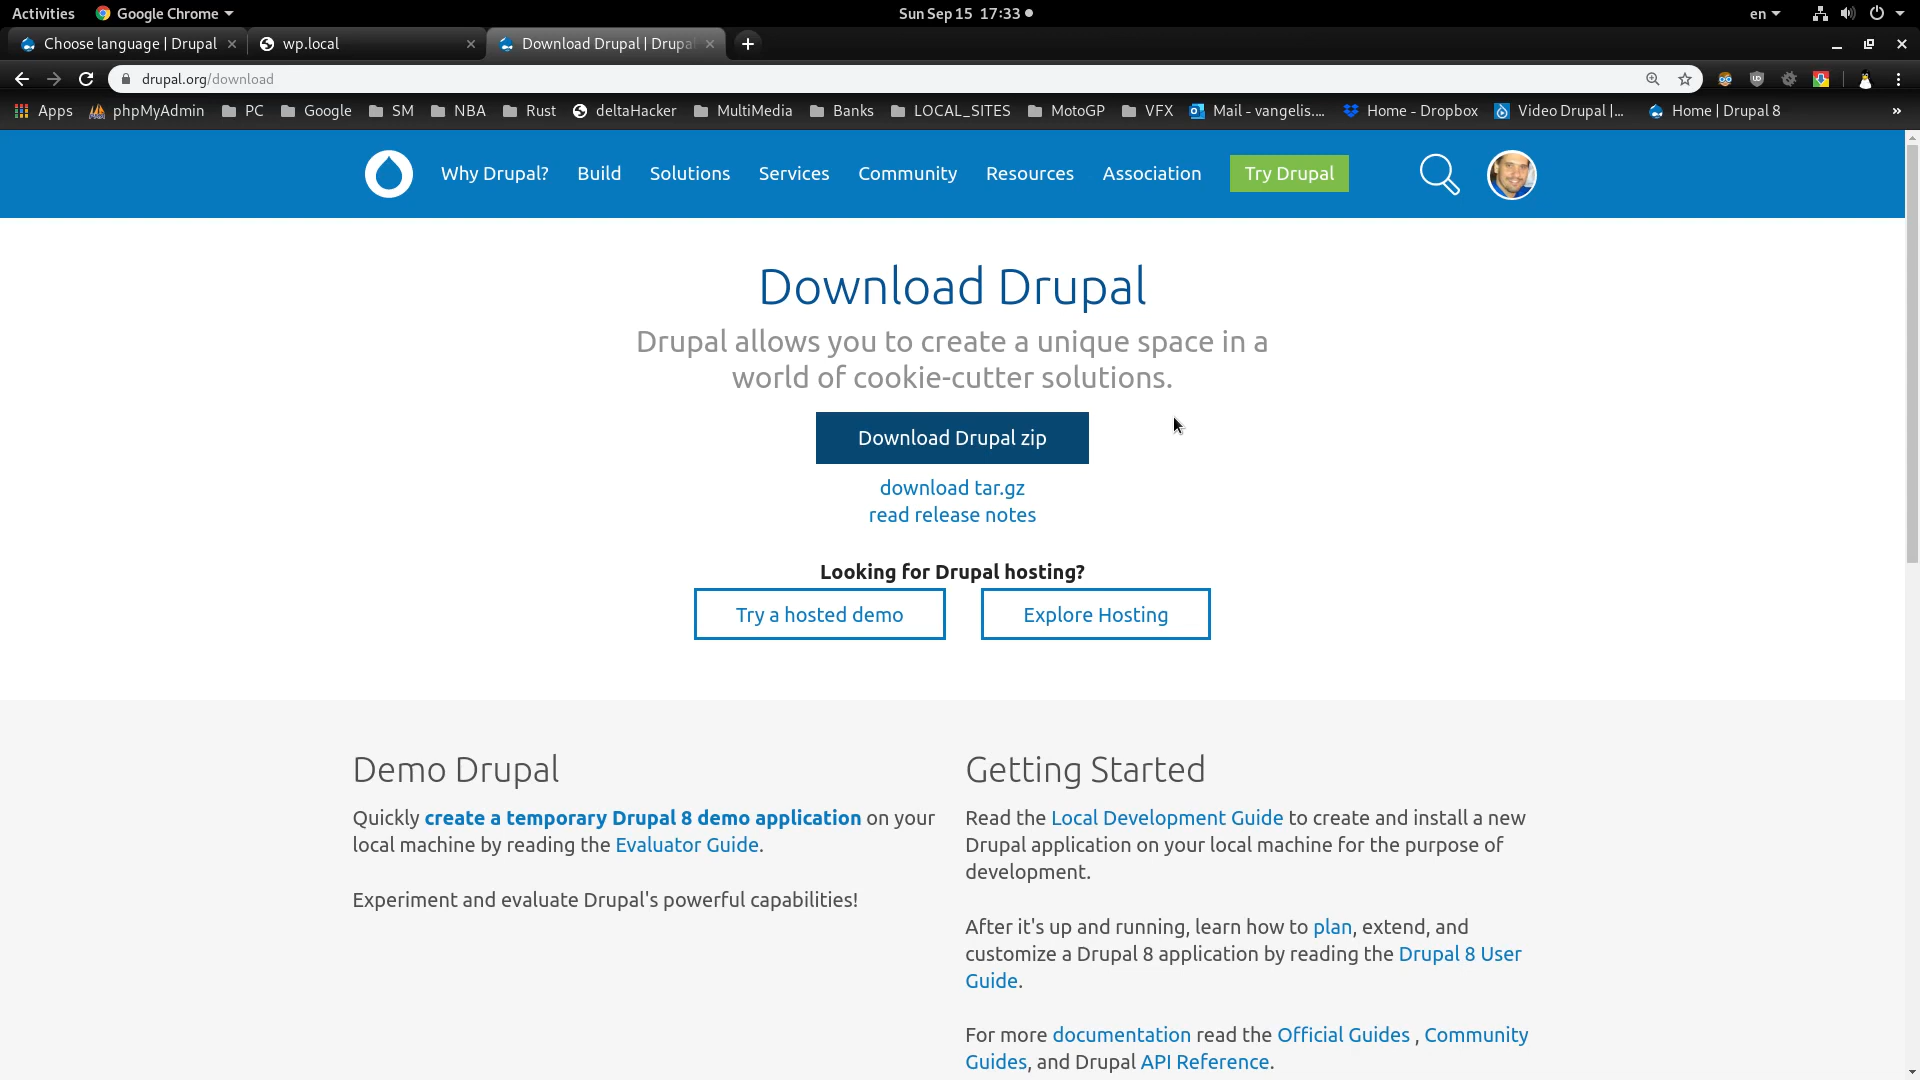 Activities Google Chrome Sun Sep 15 17:33 en
Choose language | Drupal wp.local Download Drupal | Drupa
drupal.org/download
Apps phpMyAdmin PC Google SM NBA Rust deltaHacker MultiMedia Banks LOCAL_SITES MotoGP VFX Mail - vangelis.... Home - Dropbox Video Drupal |... Home | Drupal 8 »
Why Drupal? Build Solutions Services Community Resources Association Try Drupal
Download Drupal
Drupal allows you to create a unique space in a
world of cookie-cutter solutions.
Download Drupal zip
download tar.gz
read release notes
Looking for Drupal hosting?
Try a hosted demo Explore Hosting
Demo Drupal
Quickly create a temporary Drupal 8 demo application on your
local machine by reading the Evaluator Guide.
Experiment and evaluate Drupal's powerful capabilities!
Getting Started
Read the Local Development Guide to create and install a new
Drupal application on your local machine for the purpose of
development.
After it's up and running, learn how to plan, extend, and
customize a Drupal 8 application by reading the Drupal 8 User
Guide.
For more documentation read the Official Guides , Community
Guides, and Drupal API Reference.